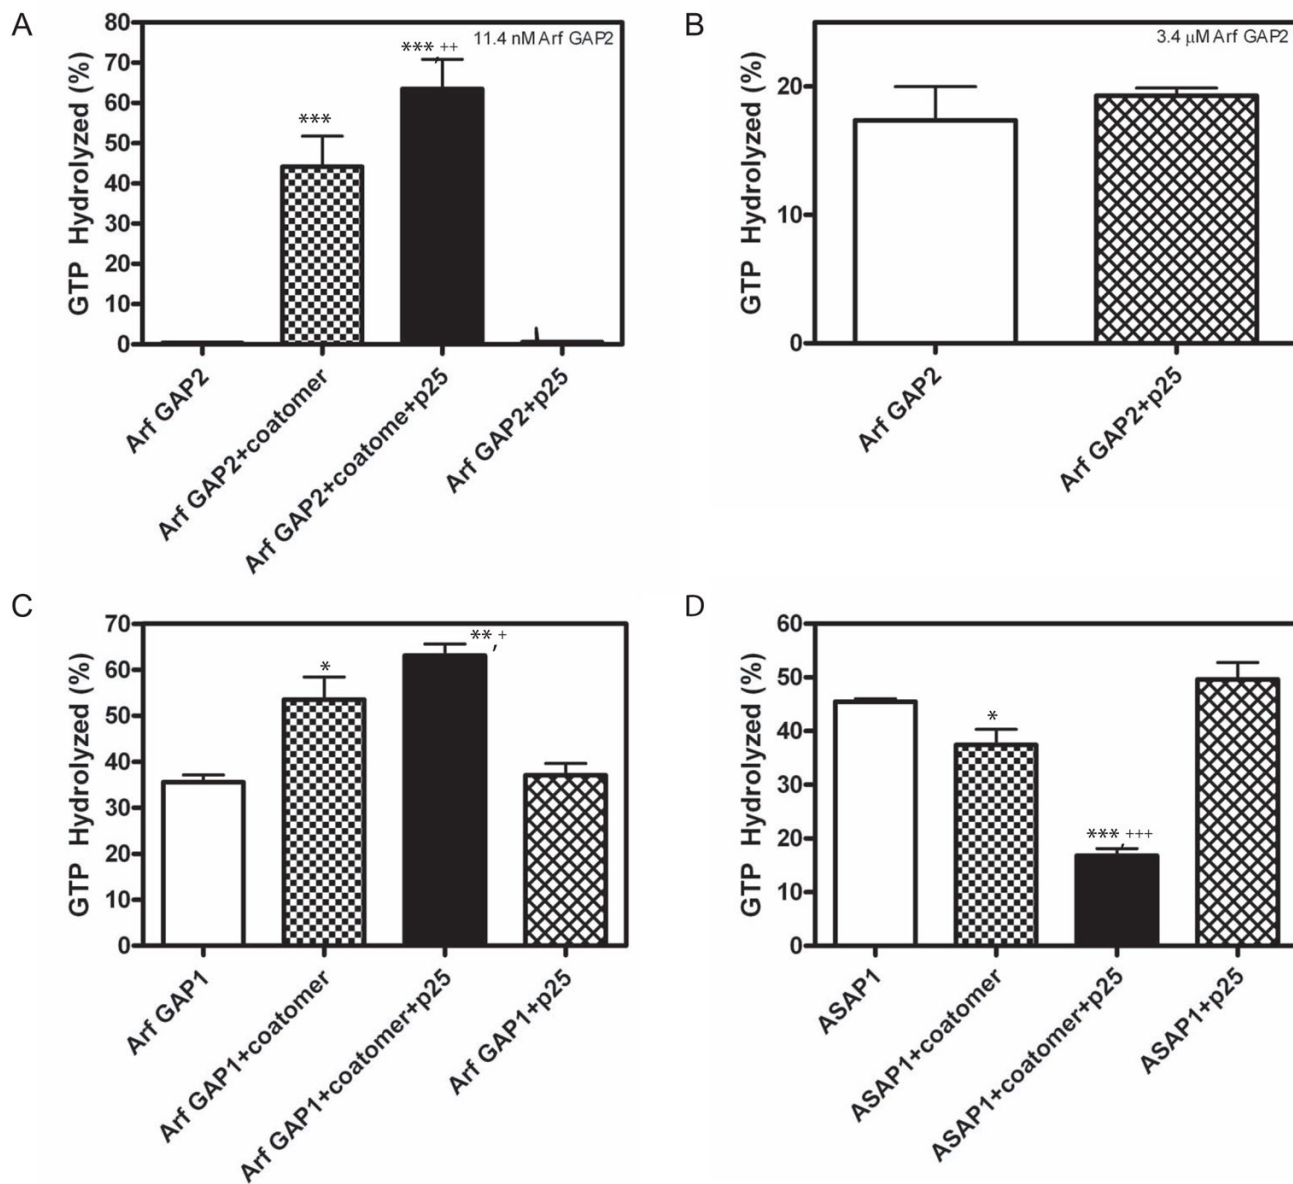 A
GTP Hydrolyzed (%)
80
70
60
50
40
30
20
10
0
11.4 nM Arf GAP2
***
***,++
Arf GAP2
Arf GAP2+coatomer
Arf GAP2+coatome+p25
Arf GAP2+p25
B
GTP Hydrolyzed (%)
20
10
0
3.4 μM Arf GAP2
Arf GAP2
Arf GAP2+p25
C
GTP Hydrolyzed (%)
70
60
50
40
30
20
10
0
*
**,+
Arf GAP1
Arf GAP1+coatomer
Arf GAP1+coatomer+p25
Arf GAP1+p25
D
GTP Hydrolyzed (%)
60
50
40
30
20
10
0
*
***,+++
ASAP1
ASAP1+coatomer
ASAP1+coatomer+p25
ASAP1+p25